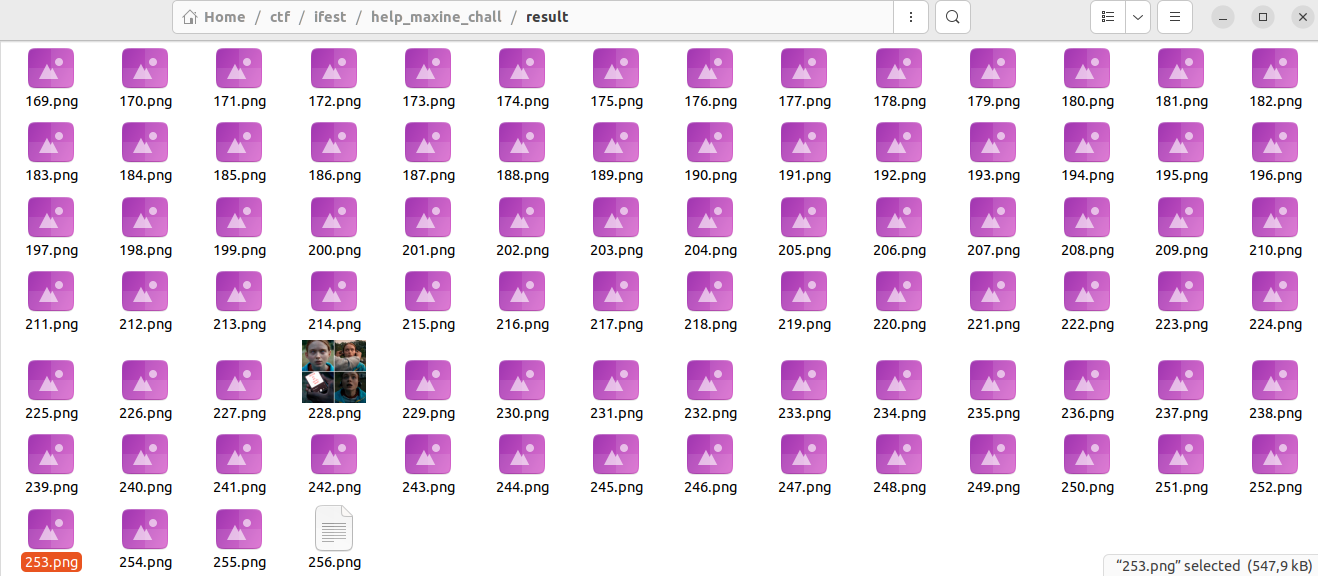 Home / ctf / ifest / help_maxine_chall / result
169.png 170.png 171.png 172.png 173.png 174.png 175.png 176.png 177.png 178.png 179.png 180.png 181.png 182.png
183.png 184.png 185.png 186.png 187.png 188.png 189.png 190.png 191.png 192.png 193.png 194.png 195.png 196.png
197.png 198.png 199.png 200.png 201.png 202.png 203.png 204.png 205.png 206.png 207.png 208.png 209.png 210.png
211.png 212.png 213.png 214.png 215.png 216.png 217.png 218.png 219.png 220.png 221.png 222.png 223.png 224.png
225.png 226.png 227.png 228.png 229.png 230.png 231.png 232.png 233.png 234.png 235.png 236.png 237.png 238.png
239.png 240.png 241.png 242.png 243.png 244.png 245.png 246.png 247.png 248.png 249.png 250.png 251.png 252.png
253.png 254.png 255.png 256.png
“253.png” selected (547,9 kB)